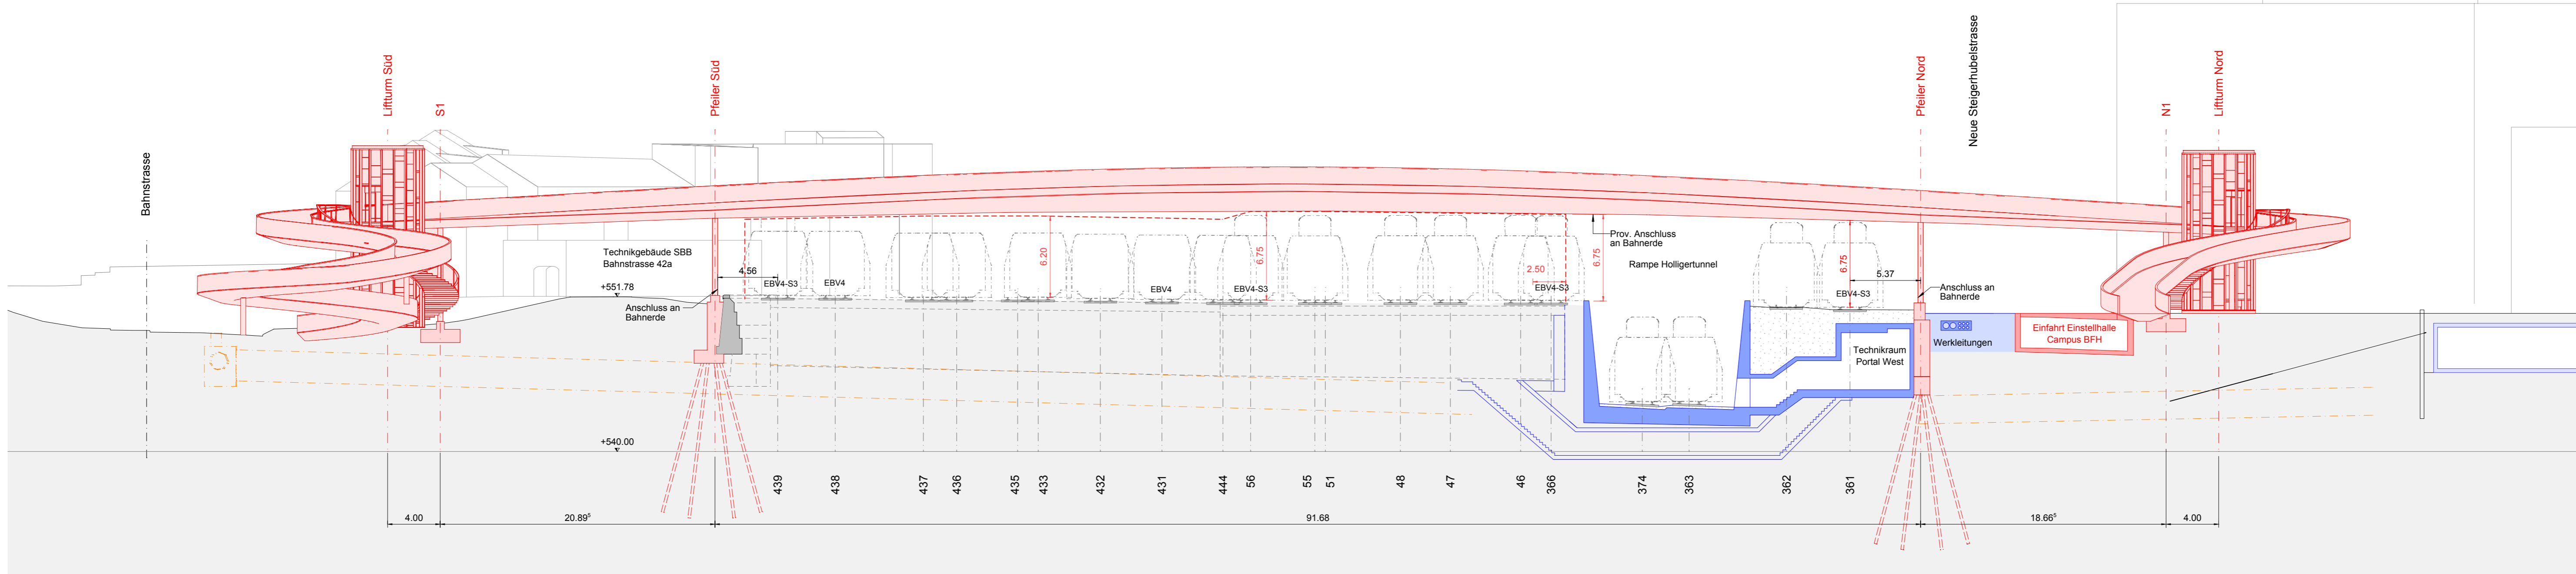 Bahnstrasse
Liftturm Süd
S1
Pfeiler Süd
Pfeiler Nord
Neue Steigerhubelstrasse
N1
Liftturm Nord
Technikgebäude SBB
Bahnstrasse 42a
+551.78
Anschluss an
Bahnerde
4.56
EBV4-S3
EBV4
6.20
EBV4
EBV4-S3
6.75
2.50
EBV4-S3
6.75
Prov. Anschluss
an Bahnerde
Rampe Holligertunnel
6.75
5.37
EBV4-S3
Anschluss an
Bahnerde
Werkleitungen
Einfahrt Einstellhalle
Campus BFH
Technikraum
Portal West
+540.00
439
438
437
436
435
433
432
431
444
56
55
51
48
47
46
366
374
363
362
361
4.00
20.89⁵
91.68
18.66⁵
4.00